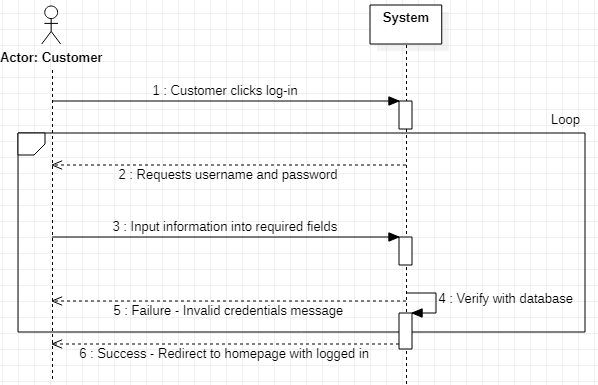 System
Actor: Customer
1 : Customer clicks log-in
Loop
2 : Requests username and password
3 : Input information into required fields
4 : Verify with database
5 : Failure - Invalid credentials message
6 : Success - Redirect to homepage with logged in